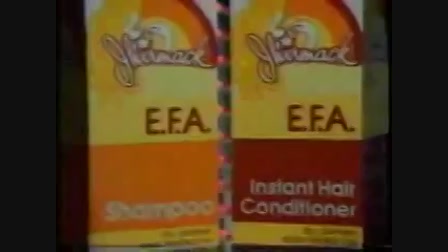 Jhirmack
E.F.A.
Shampoo
Jhirmack
E.F.A.
Instant Hair
Conditioner